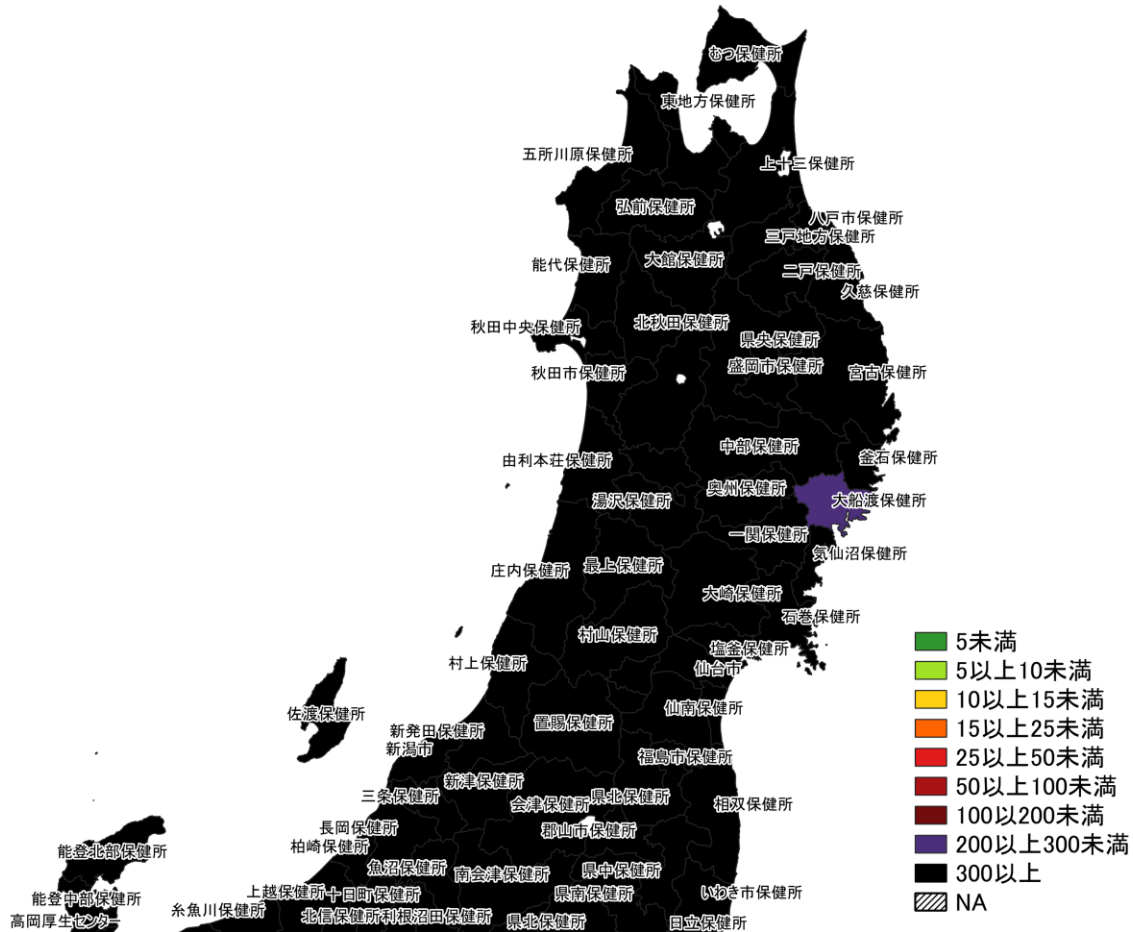 むつ保健所
東地方保健所
五所川原保健所
上十三保健所
弘前保健所
八戸市保健所
三戸地方保健所
大館保健所
能代保健所
二戸保健所
久慈保健所
北秋田保健所
秋田中央保健所
県央保健所
盛岡市保健所
秋田市保健所
宮古保健所
中部保健所
由利本荘保健所
釜石保健所
奥州保健所
湯沢保健所
大船渡保健所
一関保健所
気仙沼保健所
最上保健所
庄内保健所
大崎保健所
石巻保健所
村山保健所
塩釜保健所
村上保健所
仙台市
仙南保健所
佐渡保健所
置賜保健所
新発田保健所
新潟市
福島市保健所
新津保健所
三条保健所
会津保健所
県北保健所
相双保健所
長岡保健所
郡山市保健所
柏崎保健所
能登北部保健所
魚沼保健所
南会津保健所
県中保健所
上越保健所
十日町保健所
県南保健所
いわき市保健所
能登中部保健所
糸魚川保健所
北信保健所
利根沼田保健所
県北保健所
日立保健所
高岡厚生センター
5未満
5以上10未満
10以上15未満
15以上25未満
25以上50未満
50以上100未満
100以200未満
200以上300未満
300以上
NA